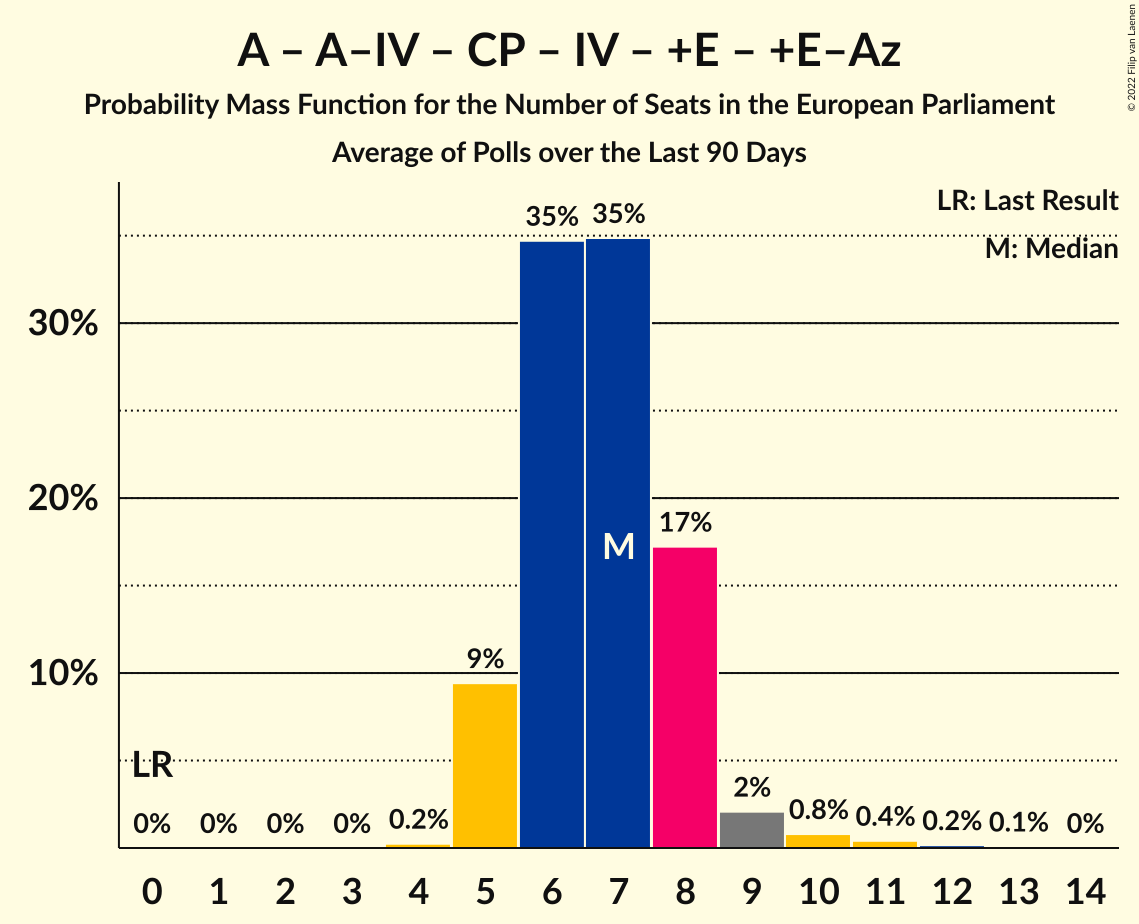 A – A–IV – CP – IV – +E – +E–Az
Probability Mass Function for the Number of Seats in the European Parliament
Average of Polls over the Last 90 Days
© 2022 Filip van Laenen
LR: Last Result
M: Median
35% 35%
30%
20%
17%
M
10%
9%
LR
0% 0% 0% 0% 0.2% 2% 0.8% 0.4% 0.2% 0.1% 0%
0 1 2 3 4 5 6 7 8 9 10 11 12 13 14